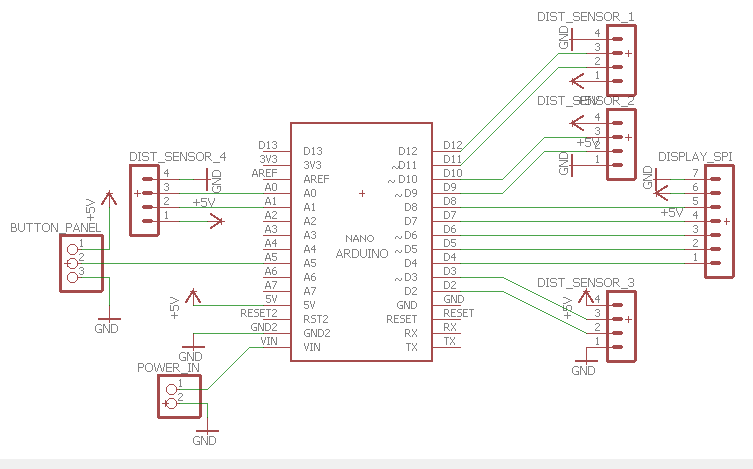 DIST_SENSOR_1
GND
4
3
2
1
+
DIST_SENSOR_2
4
3
2
1
+
+5V
GND
DISPLAY_SPI
GND
7
6
5
4
3
2
1
+
+5V
DIST_SENSOR_3
+5V
4
3
2
1
+
GND
DIST_SENSOR_4
4
3
2
1
+
GND
+5V
BUTTON_PANEL
+5V
1
2
3
GND
POWER_IN
1
2
GND
+5V
GND
D13
3V3
AREF
A0
A1
A2
A3
A4
A5
A6
A7
5V
RESET2
GND2
VIN
D13
3V3
AREF
A0
A1
A2
A3
A4
A5
A6
A7
5V
RST2
GND2
VIN
+
NANO
ARDUINO
D12
~D11
~D10
~D9
D8
D7
~D6
~D5
D4
~D3
D2
GND
RESET
RX
TX
D12
D11
D10
D9
D8
D7
D6
D5
D4
D3
D2
GND
RESET
RX
TX